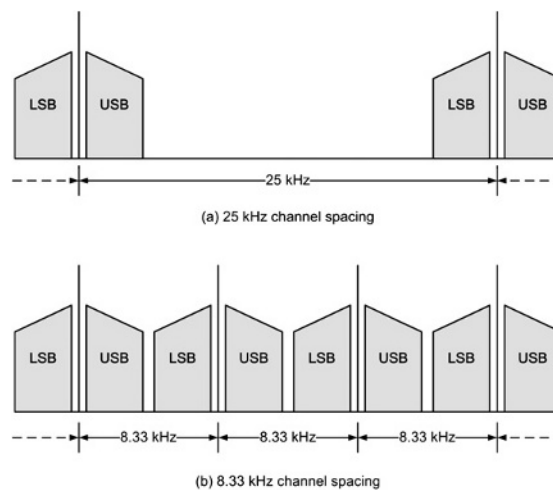 LSB USB LSB USB
25 kHz
(a) 25 kHz channel spacing
LSB USB LSB USB LSB USB LSB USB
8.33 kHz 8.33 kHz 8.33 kHz
(b) 8.33 kHz channel spacing